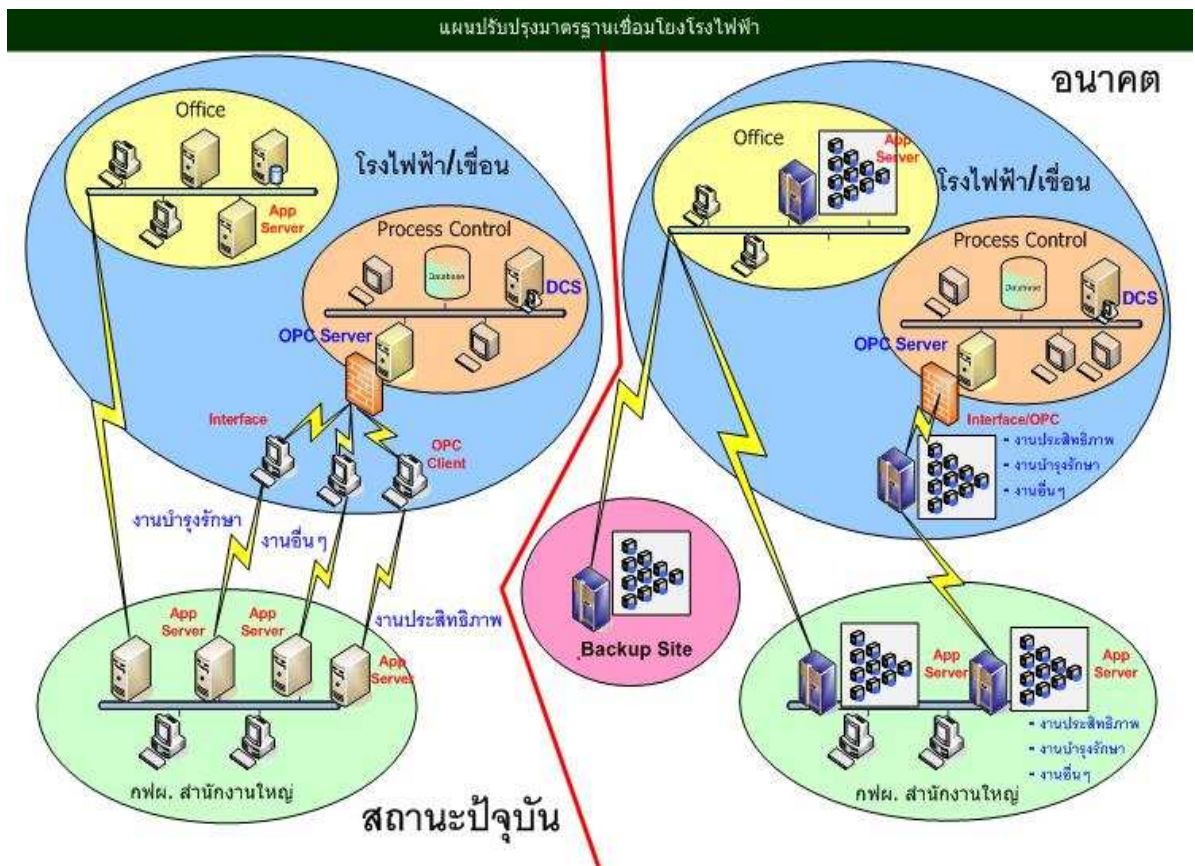 แผนปรับปรุงมาตรฐานเชื่อมโยงโรงไฟฟ้า
Office
App
Server
โรงไฟฟ้า/เขื่อน
Process Control
Database
DCS
OPC Server
Interface
OPC
Client
งานบำรุงรักษา
งานอื่นๆ
งานประสิทธิภาพ
App
Server
App
Server
App
Server
กฟผ. สำนักงานใหญ่
สถานะปัจุบัน
อนาคต
Office
App
Server
โรงไฟฟ้า/เขื่อน
Process Control
Database
DCS
OPC Server
Interface/OPC
- งานประสิทธิภาพ
- งานบำรุงรักษา
- งานอื่นๆ
Backup Site
App
Server
App
Server
- งานประสิทธิภาพ
- งานบำรุงรักษา
- งานอื่นๆ
กฟผ. สำนักงานใหญ่